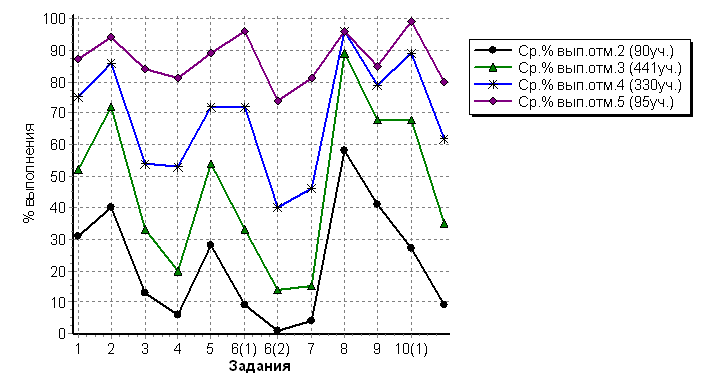 100
90
80
70
60
50
40
30
20
10
0
% выполнения
1 2 3 4 5 6(1) 6(2) 7 8 9 10(1)
Задания
Ср.% вып.отм.2 (90уч.)
Ср.% вып.отм.3 (441уч.)
Ср.% вып.отм.4 (330уч.)
Ср.% вып.отм.5 (95уч.)